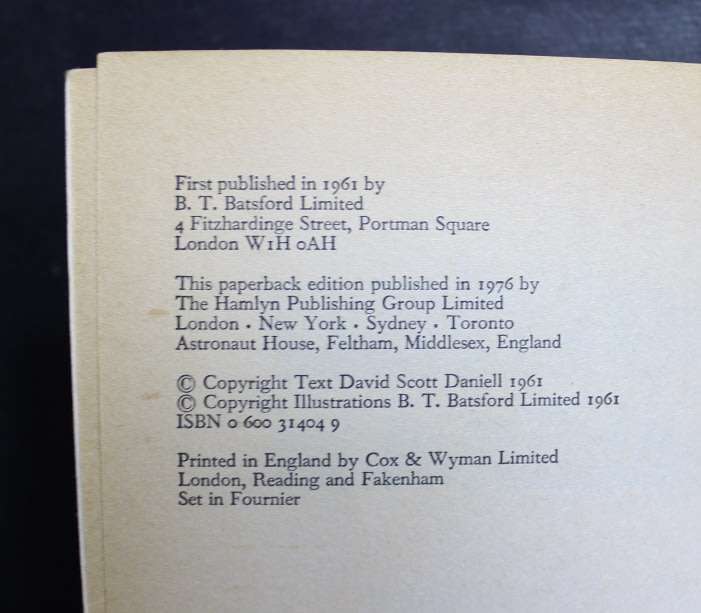 First published in 1961 by
B. T. Batsford Limited
4 Fitzhardinge Street, Portman Square
London W1H 0AH
This paperback edition published in 1976 by
The Hamlyn Publishing Group Limited
London · New York · Sydney · Toronto
Astronaut House, Feltham, Middlesex, England
© Copyright Text David Scott Daniell 1961
© Copyright Illustrations B. T. Batsford Limited 1961
ISBN 0 600 31404 9
Printed in England by Cox & Wyman Limited
London, Reading and Fakenham
Set in Fournier